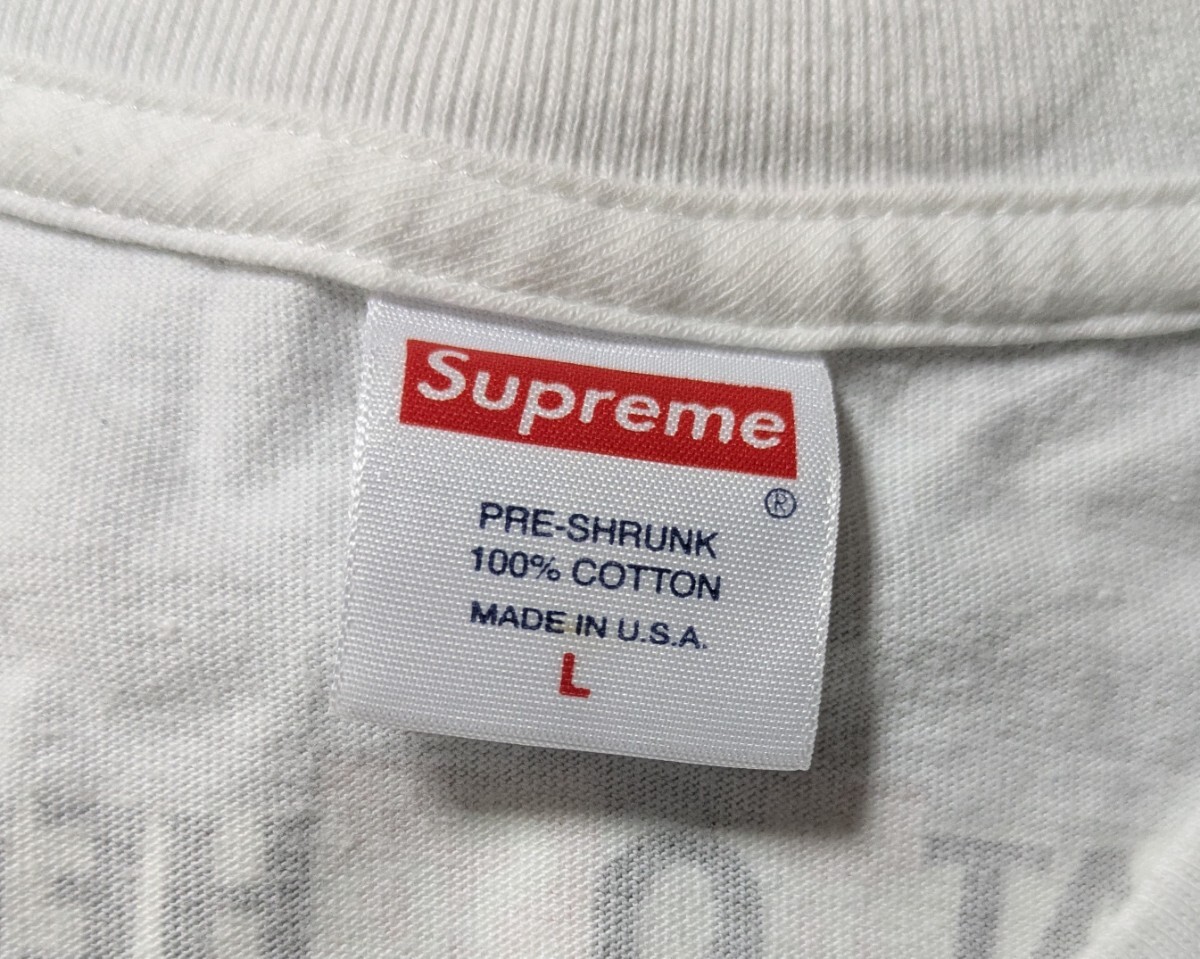 Supreme
®
PRE-SHRUNK
100% COTTON
MADE IN U.S.A.
L